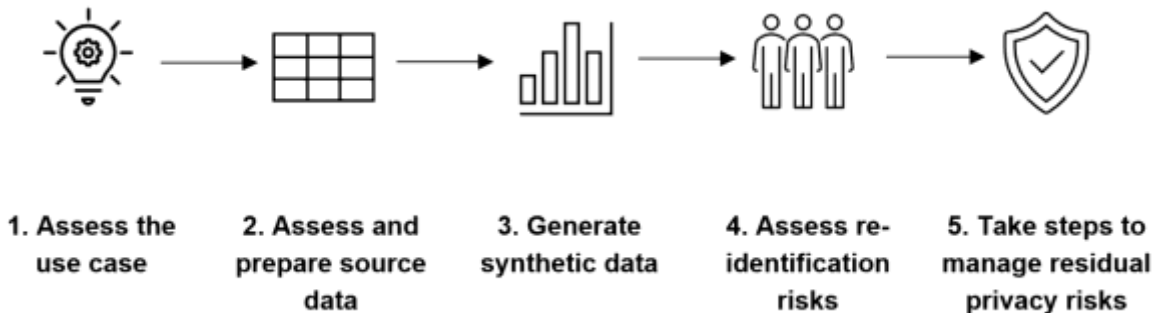 1. Assess the
use case
2. Assess and
prepare source
data
3. Generate
synthetic data
4. Assess re-
identification
risks
5. Take steps to
manage residual
privacy risks